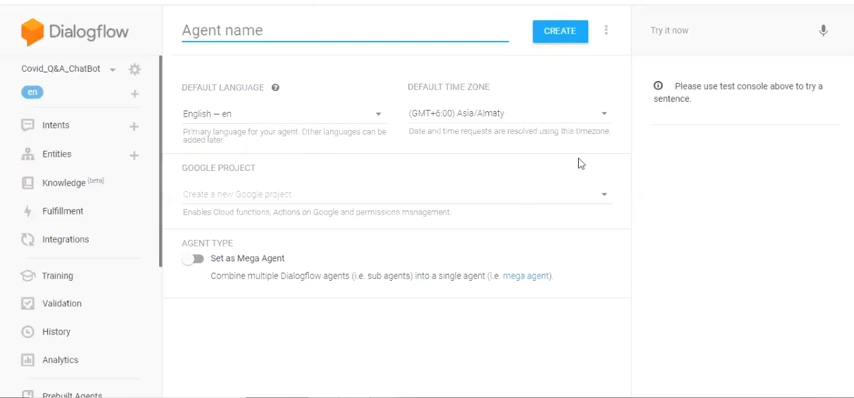 Dialogflow
Covid_Q&A_ChatBot
en
Intents
Entities
Knowledge [beta]
Fulfillment
Integrations
Training
Validation
History
Analytics
Prebuilt Agents
Agent name
CREATE
DEFAULT LANGUAGE
English — en
Primary language for your agent. Other languages can be
added later.
DEFAULT TIME ZONE
(GMT+6:00) Asia/Almaty
Date and time requests are resolved using this timezone.
GOOGLE PROJECT
Create a new Google project
Enables Cloud functions, Actions on Google and permissions management.
AGENT TYPE
Set as Mega Agent
Combine multiple Dialogflow agents (i.e. sub agents) into a single agent (i.e. mega agent).
Try it now
Please use test console above to try a
sentence.